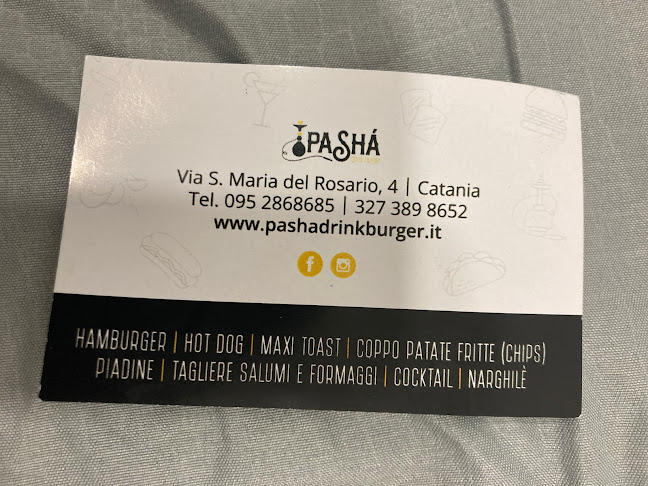 PASHÁ
Via S. Maria del Rosario, 4 | Catania
Tel. 095 2868685 | 327 389 8652
www.pashadrinkburger.it
HAMBURGER | HOT DOG | MAXI TOAST | COPPO PATATE FRITTE (CHIPS)
PIADINE | TAGLIERE SALUMI E FORMAGGI | COCKTAIL | NARGHILÈ